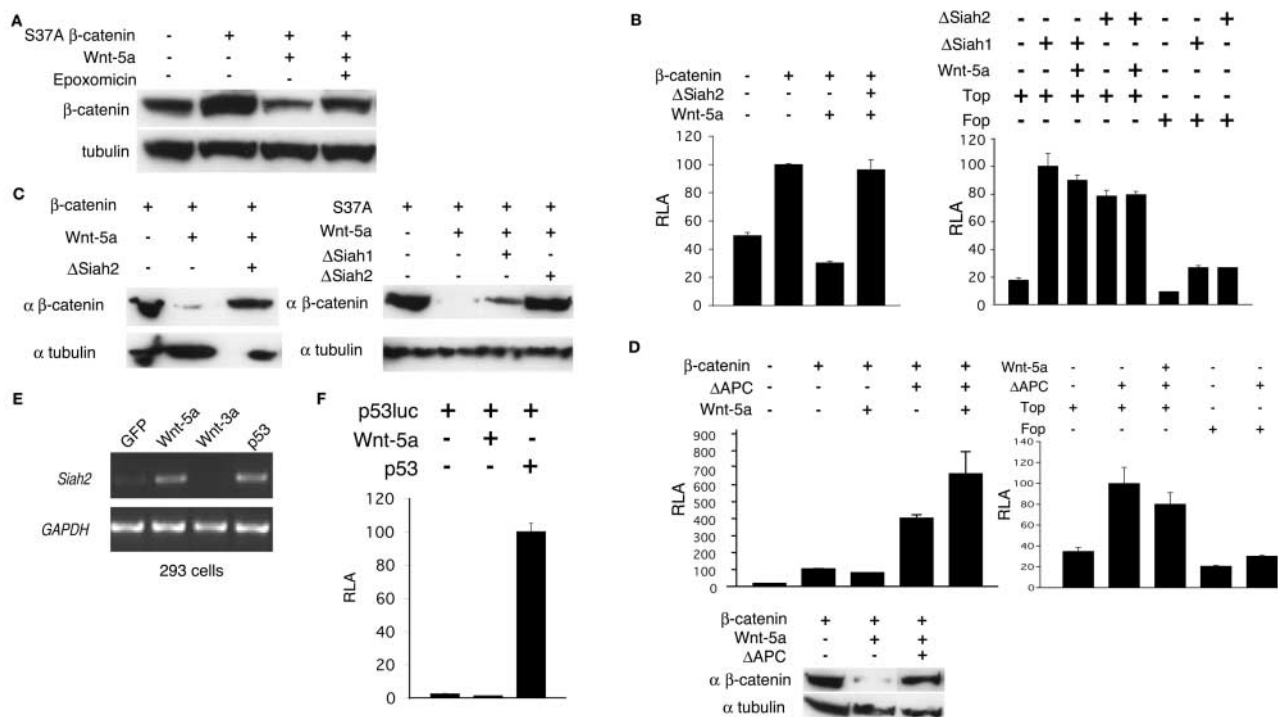 A
S37A β-catenin - + + +
Wnt-5a - - + +
Epoxomicin - - - +
β-catenin
tubulin
B
β-catenin - + + +
ΔSiah2 - - - +
Wnt-5a - - + +
RLA
120
100
80
60
40
20
0
ΔSiah2 - - - + + - - +
ΔSiah1 - + + - - - + -
Wnt-5a - - + - + - - -
Top + + + + + - - -
Fop - - - - - + + +
RLA
120
100
80
60
40
20
0
C
β-catenin + + +
Wnt-5a - + +
ΔSiah2 - - +
α β-catenin
α tubulin
S37A + + + +
Wnt-5a - + + +
ΔSiah1 - - + -
ΔSiah2 - - - +
α β-catenin
α tubulin
D
β-catenin - + + + +
ΔAPC - - - + +
Wnt-5a - - + - +
RLA
900
800
700
600
500
400
300
200
100
0
Wnt-5a - - + - -
ΔAPC - + + - +
Top + + + - -
Fop - - - + +
RLA
140
120
100
80
60
40
20
0
β-catenin + + +
Wnt-5a - + +
ΔAPC - - +
α β-catenin
α tubulin
E
GFP Wnt-5a Wnt-3a p53
Siah2
GAPDH
293 cells
F
p53luc + + +
Wnt-5a - + -
p53 - - +
RLA
120
100
80
60
40
20
0